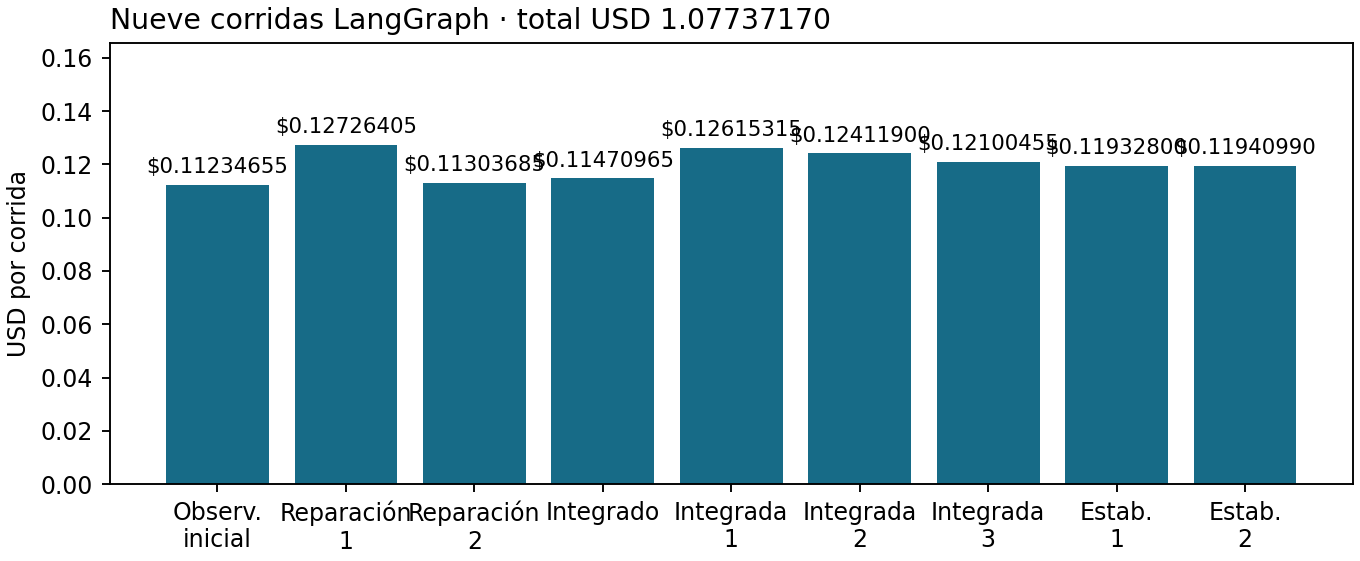 Nueve corridas LangGraph · total USD 1.07737170
USD por corrida
0.16
0.14
0.12
0.10
0.08
0.06
0.04
0.02
0.00
$0.11234655
$0.12726405
$0.11303685
$0.11470965
$0.12615315
$0.12411900
$0.12100455
$0.11932800
$0.11940990
Observ.
inicial
Reparación
1
Reparación
2
Integrado
Integrada
1
Integrada
2
Integrada
3
Estab.
1
Estab.
2